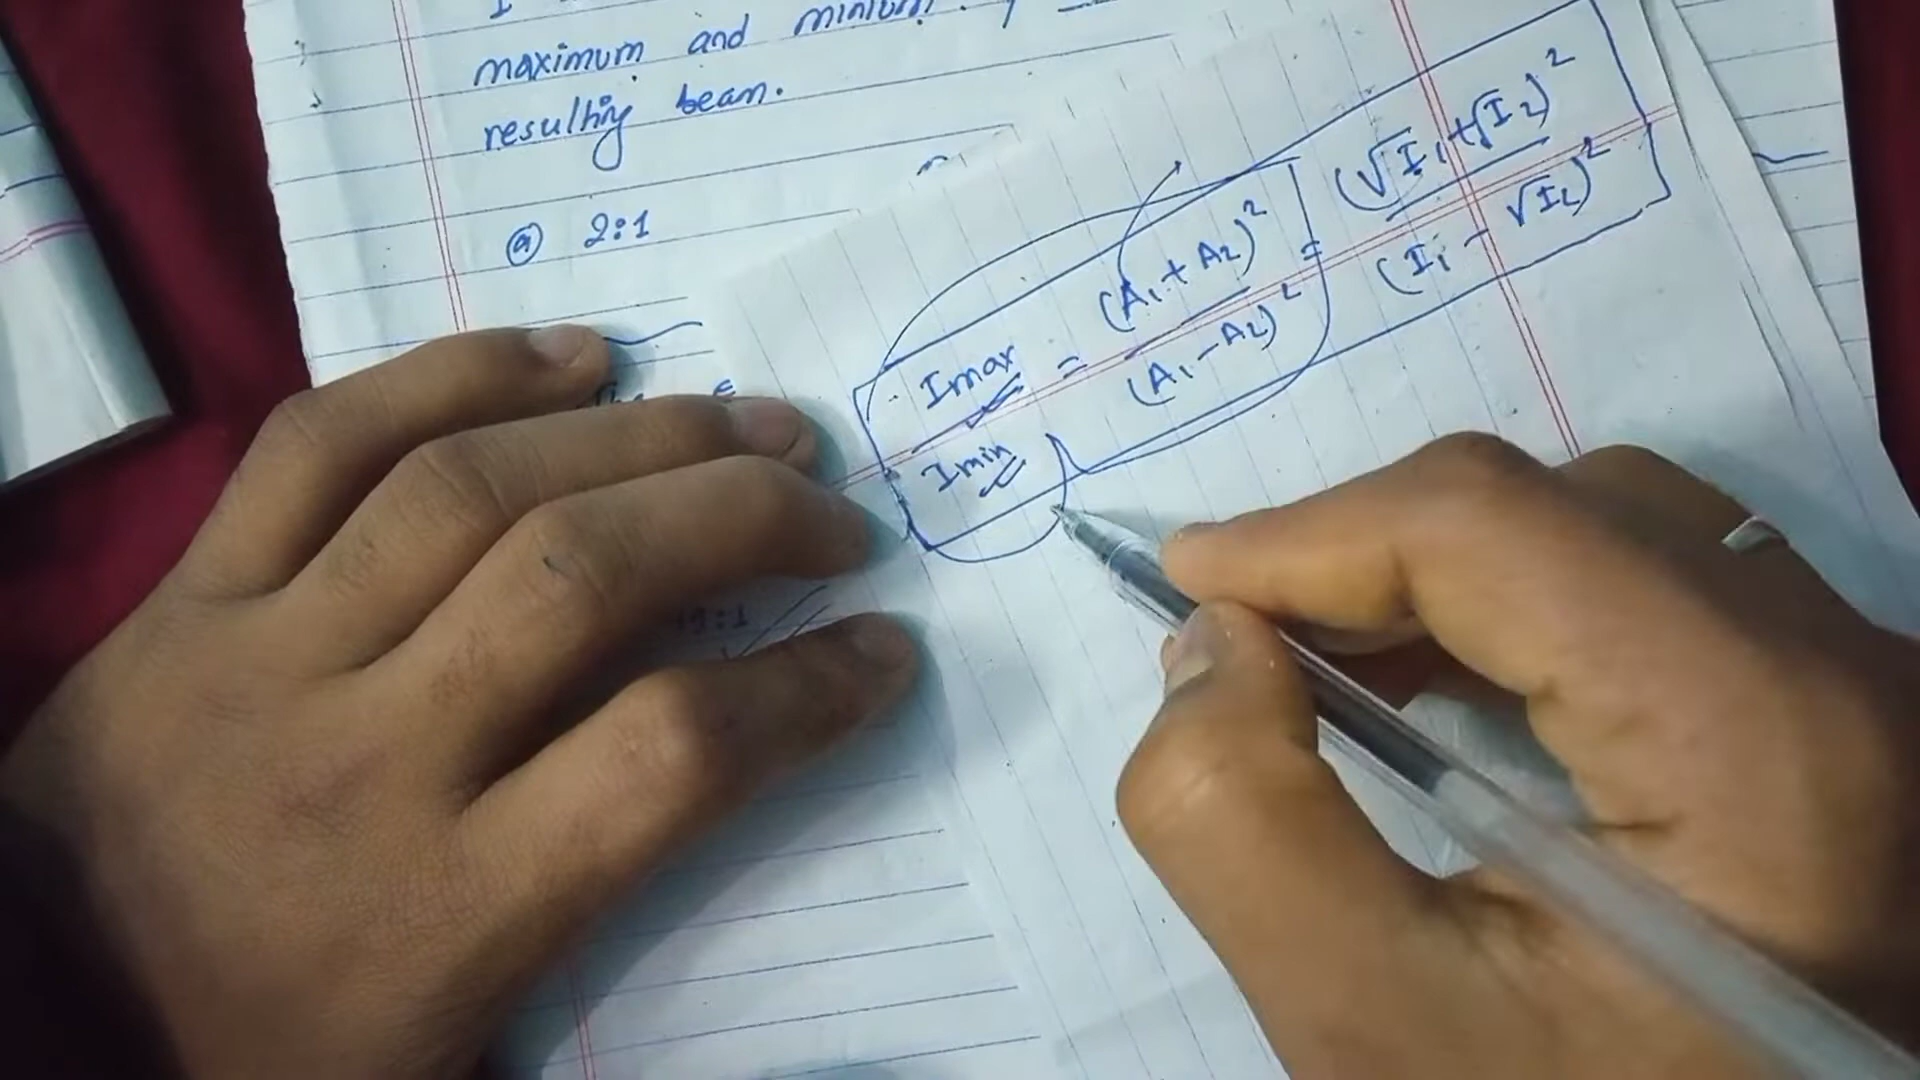 I
maximum and
resulting beam.
ⓐ 2:1
Imax / Imin = (A₁ + A₂)² / (A₁ - A₂)² = (√I₁ + √I₂)² / (I₁ - √I₂)²
9:1